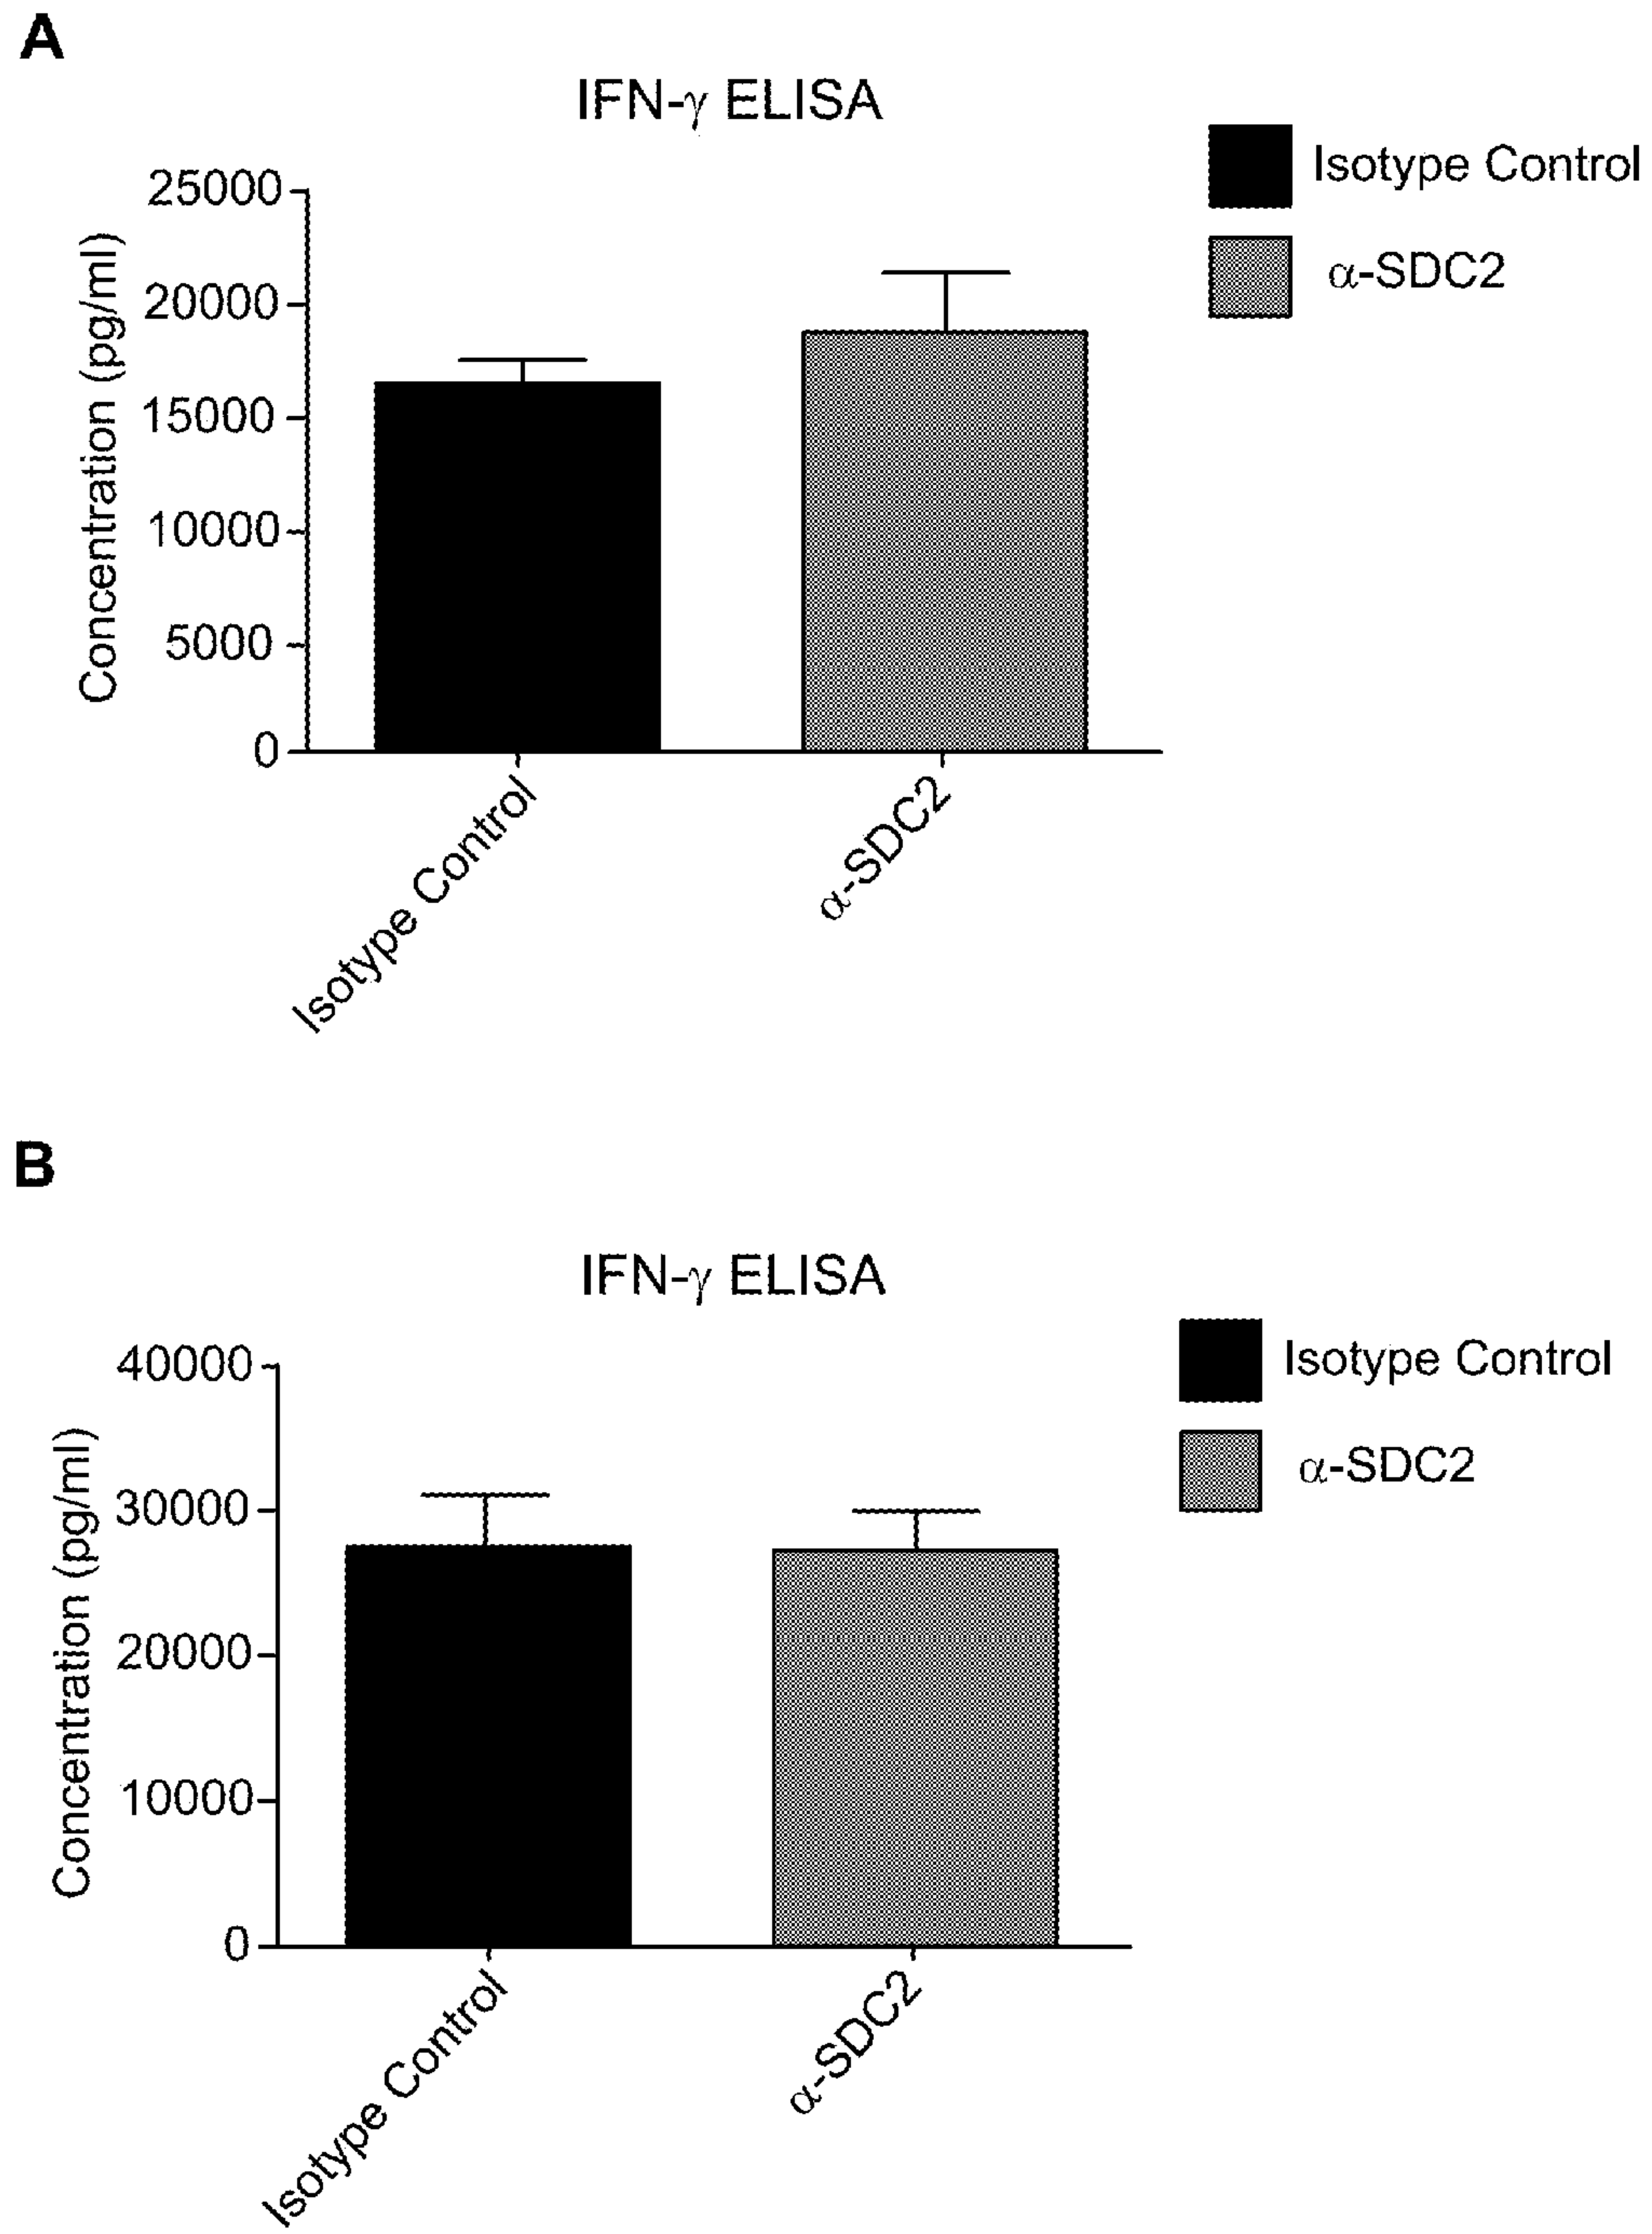 A
IFN-γ ELISA
Isotype Control
α-SDC2
Concentration (pg/ml)
25000
20000
15000
10000
5000
0
Isotype Control
α-SDC2
B
IFN-γ ELISA
Isotype Control
α-SDC2
Concentration (pg/ml)
40000
30000
20000
10000
0
Isotype Control
α-SDC2